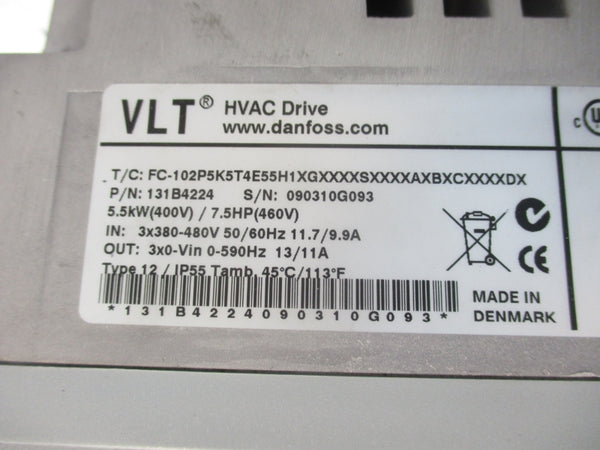 VLT® HVAC Drive
www.danfoss.com
T/C: FC-102P5K5T4E55H1XGXXXXSXXXXAXBXCXXXXDX
P/N: 131B4224 S/N: 090310G093
5.5kW(400V) / 7.5HP(460V)
IN: 3x380-480V 50/60Hz 11.7/9.9A
OUT: 3x0-Vin 0-590Hz 13/11A
Type 12 / IP55 Tamb. 45°C/113°F
*131B4224090310G093*
CE
MADE IN
DENMARK
c